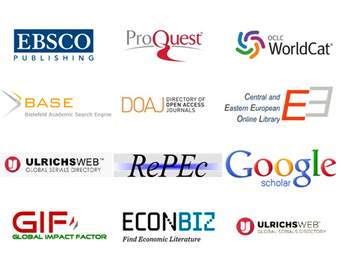 EBSCO
PUBLISHING
ProQuest
OCLC
WorldCat
BASE
Bielefeld Academic Search Engine
DOAJ
DIRECTORY OF
OPEN ACCESS
JOURNALS
Central and
Eastern European
Online Library
ULRICHSWEB™
GLOBAL SERIALS DIRECTORY
RePEc
Google
scholar
GIF
GLOBAL IMPACT FACTOR
ECONBIZ
Find Economic Literature
ULRICHSWEB™
GLOBAL SERIALS DIRECTORY